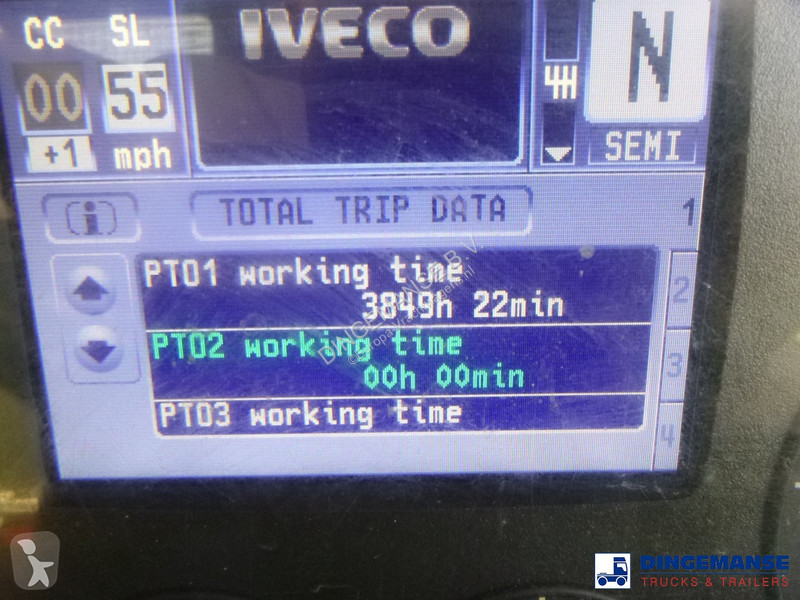 CC SL
IVECO
N
00 55
+1 mph
SEMI
i
TOTAL TRIP DATA
1
PTO1 working time
3849h 22min
2
PTO2 working time
00h 00min
3
PTO3 working time
4
DINGEMANSE B.V.
DINGEMANSE
TRUCKS & TRAILERS